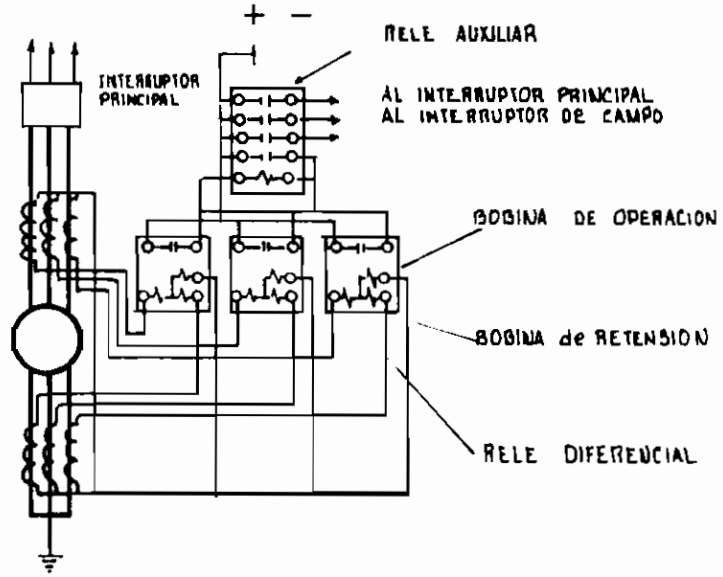 + −
RELE AUXILIAR
INTERRUPTOR
PRINCIPAL
AL INTERRUPTOR PRINCIPAL
AL INTERRUPTOR DE CAMPO
BOBINA DE OPERACION
BOBINA de RETENSION
RELE DIFERENCIAL